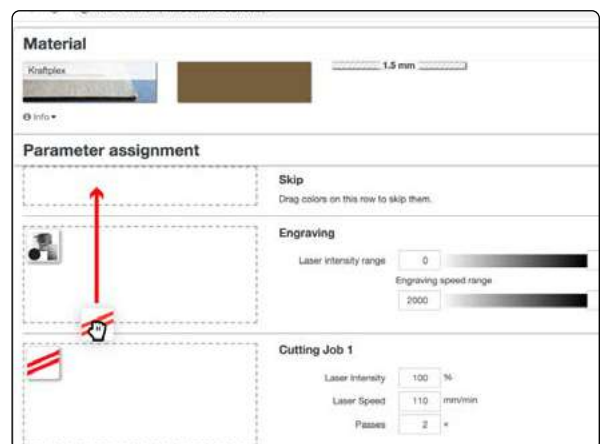 Material
Kraftplex
1.5 mm
Info
Parameter assignment
Skip
Drag colors on this row to skip them.
Engraving
Laser intensity range 0
Engraving speed range
2000
Cutting Job 1
Laser Intensity 100 %
Laser Speed 110 mm/min
Passes 2 ×